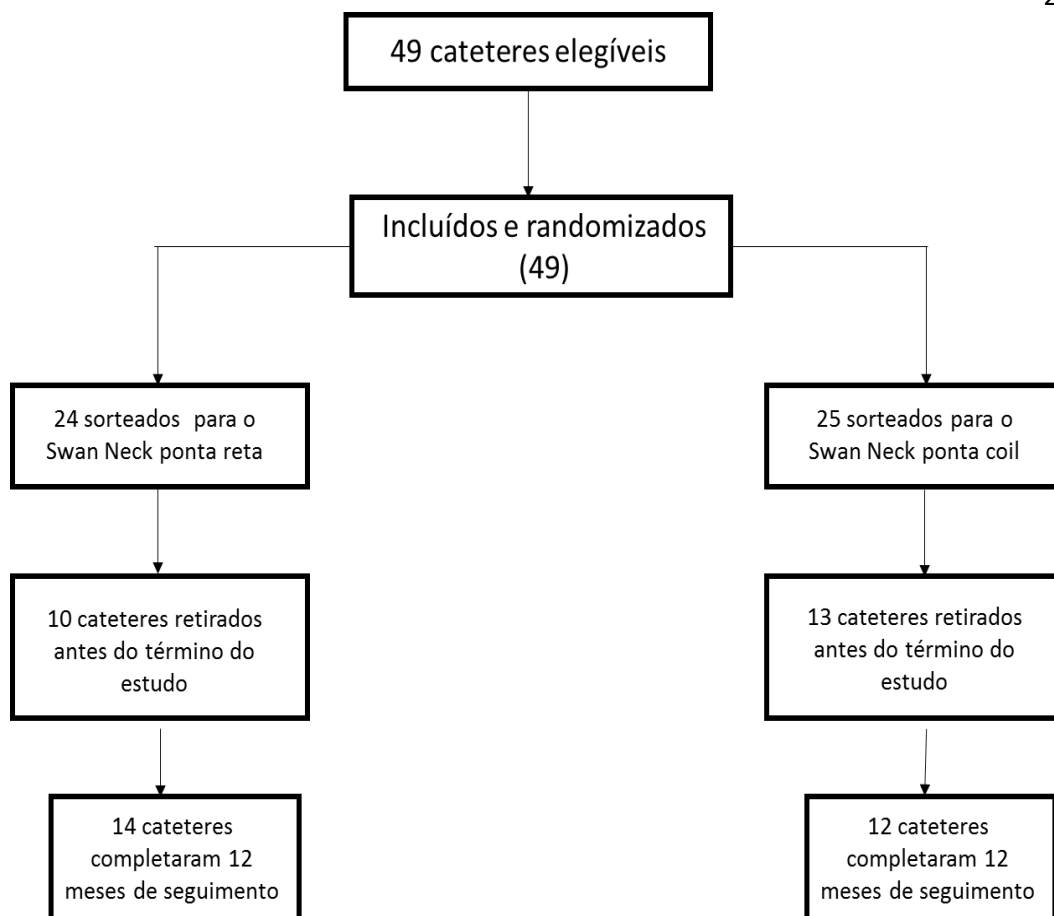 49 cateteres elegíveis
Incluídos e randomizados
(49)
24 sorteados para o
Swan Neck ponta reta
25 sorteados para o
Swan Neck ponta coil
10 cateteres retirados
antes do término do
estudo
13 cateteres retirados
antes do término do
estudo
14 cateteres
completaram 12
meses de seguimento
12 cateteres
completaram 12
meses de seguimento